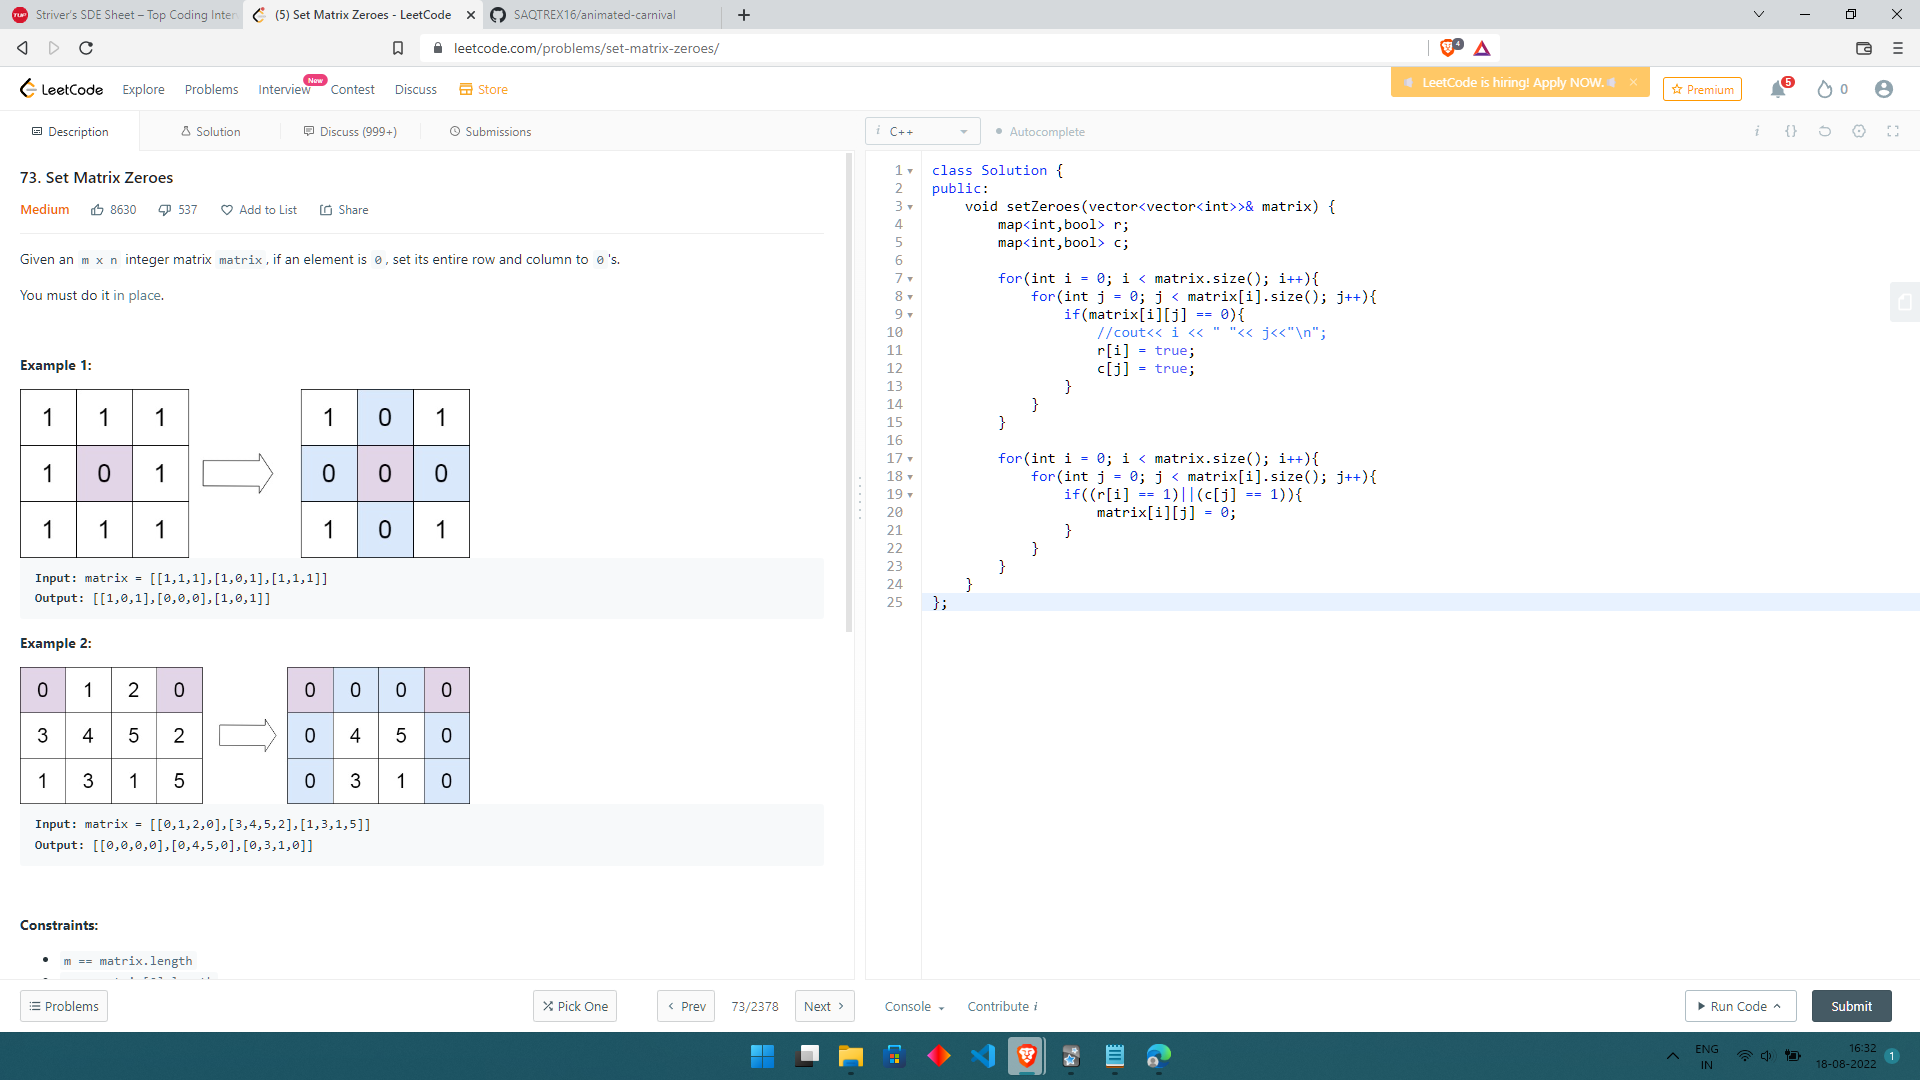 Striver's SDE Sheet – Top Coding Inter
(5) Set Matrix Zeroes - LeetCode
SAQTREX16/animated-carnival
leetcode.com/problems/set-matrix-zeroes/
4
LeetCode
Explore
Problems
Interview
New
Contest
Discuss
Store
LeetCode is hiring! Apply NOW.
Premium
5
0
Description
Solution
Discuss (999+)
Submissions
i C++
Autocomplete
i {}
73. Set Matrix Zeroes
Medium 8630 537 Add to List Share
Given an m x n integer matrix matrix, if an element is 0, set its entire row and column to 0's.
You must do it in place.
Example 1:
1 1 1 1 0 1
1 0 1 0 0 0
1 1 1 1 0 1
Input: matrix = [[1,1,1],[1,0,1],[1,1,1]]
Output: [[1,0,1],[0,0,0],[1,0,1]]
Example 2:
0 1 2 0 0 0 0 0
3 4 5 2 0 4 5 0
1 3 1 5 0 3 1 0
Input: matrix = [[0,1,2,0],[3,4,5,2],[1,3,1,5]]
Output: [[0,0,0,0],[0,4,5,0],[0,3,1,0]]
Constraints:
m == matrix.length
1 class Solution {
2 public:
3 void setZeroes(vector<vector<int>>& matrix) {
4 map<int,bool> r;
5 map<int,bool> c;
6
7 for(int i = 0; i < matrix.size(); i++){
8 for(int j = 0; j < matrix[i].size(); j++){
9 if(matrix[i][j] == 0){
10 //cout<< i << " "<< j<<"\n";
11 r[i] = true;
12 c[j] = true;
13 }
14 }
15 }
16
17 for(int i = 0; i < matrix.size(); i++){
18 for(int j = 0; j < matrix[i].size(); j++){
19 if((r[i] == 1)||(c[j] == 1)){
20 matrix[i][j] = 0;
21 }
22 }
23 }
24 }
25 };
Problems
Pick One
Prev
73/2378
Next
Console
Contribute i
Run Code
Submit
ENG
IN
16:32
18-08-2022
1